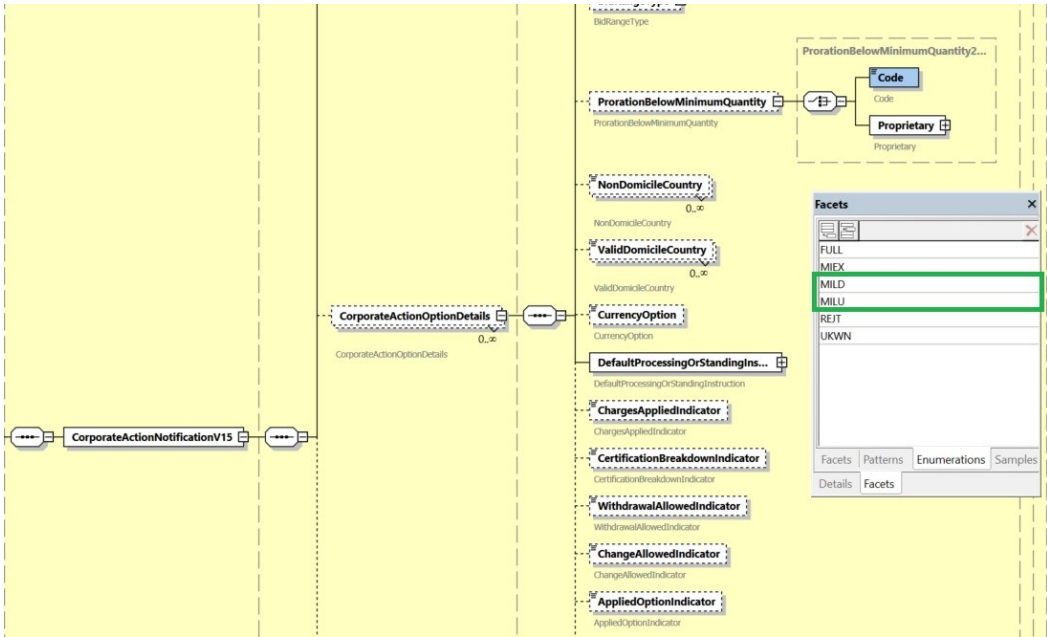 BidRangeType
ProrationBelowMinimumQuantity2...
Code
Code
ProrationBelowMinimumQuantity
ProrationBelowMinimumQuantity
Proprietary
Proprietary
NonDomicileCountry
0..∞
NonDomicileCountry
ValidDomicileCountry
0..∞
ValidDomicileCountry
CorporateActionOptionDetails
0..∞
CorporateActionOptionDetails
CurrencyOption
CurrencyOption
DefaultProcessingOrStandingIns...
DefaultProcessingOrStandingInstruction
ChargesAppliedIndicator
ChargesAppliedIndicator
CorporateActionNotificationV15
CertificationBreakdownIndicator
CertificationBreakdownIndicator
WithdrawalAllowedIndicator
WithdrawalAllowedIndicator
ChangeAllowedIndicator
ChangeAllowedIndicator
AppliedOptionIndicator
AppliedOptionIndicator
Facets
FULL
MIEX
MILD
MILU
REJT
UKWN
Facets Patterns Enumerations Samples
Details Facets